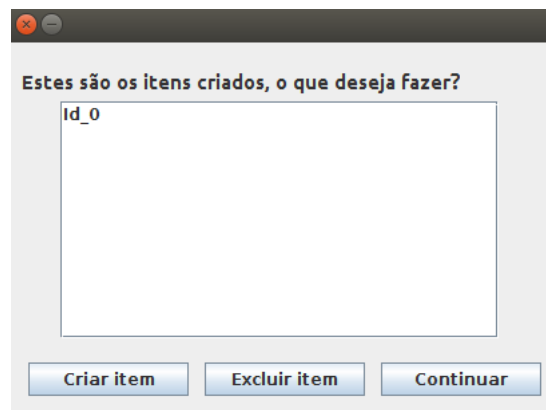 Estes são os itens criados, o que deseja fazer?
Id_0
Criar item
Excluir item
Continuar